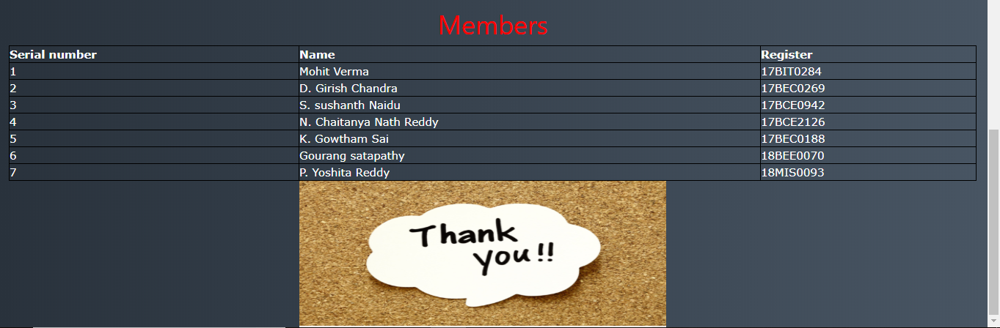 Members
Serial number Name Register
1 Mohit Verma 17BIT0284
2 D. Girish Chandra 17BEC0269
3 S. sushanth Naidu 17BCE0942
4 N. Chaitanya Nath Reddy 17BCE2126
5 K. Gowtham Sai 17BEC0188
6 Gourang satapathy 18BEE0070
7 P. Yoshita Reddy 18MIS0093
Thank
you!!